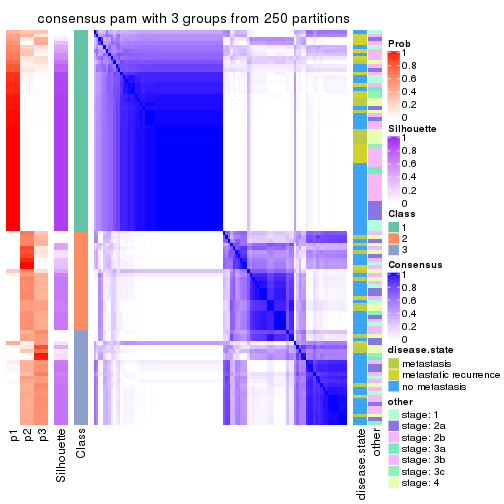 consensus pam with 3 groups from 250 partitions
p1
p2
p3
Silhouette
Class
disease.state
other
Prob
1
0.8
0.6
0.4
0.2
0
Silhouette
1
0.8
0.6
0.4
0.2
0
Class
1
2
3
Consensus
1
0.8
0.6
0.4
0.2
0
disease.state
metastasis
metastatic recurrence
no metastasis
other
stage: 1
stage: 2a
stage: 2b
stage: 3a
stage: 3b
stage: 3c
stage: 4